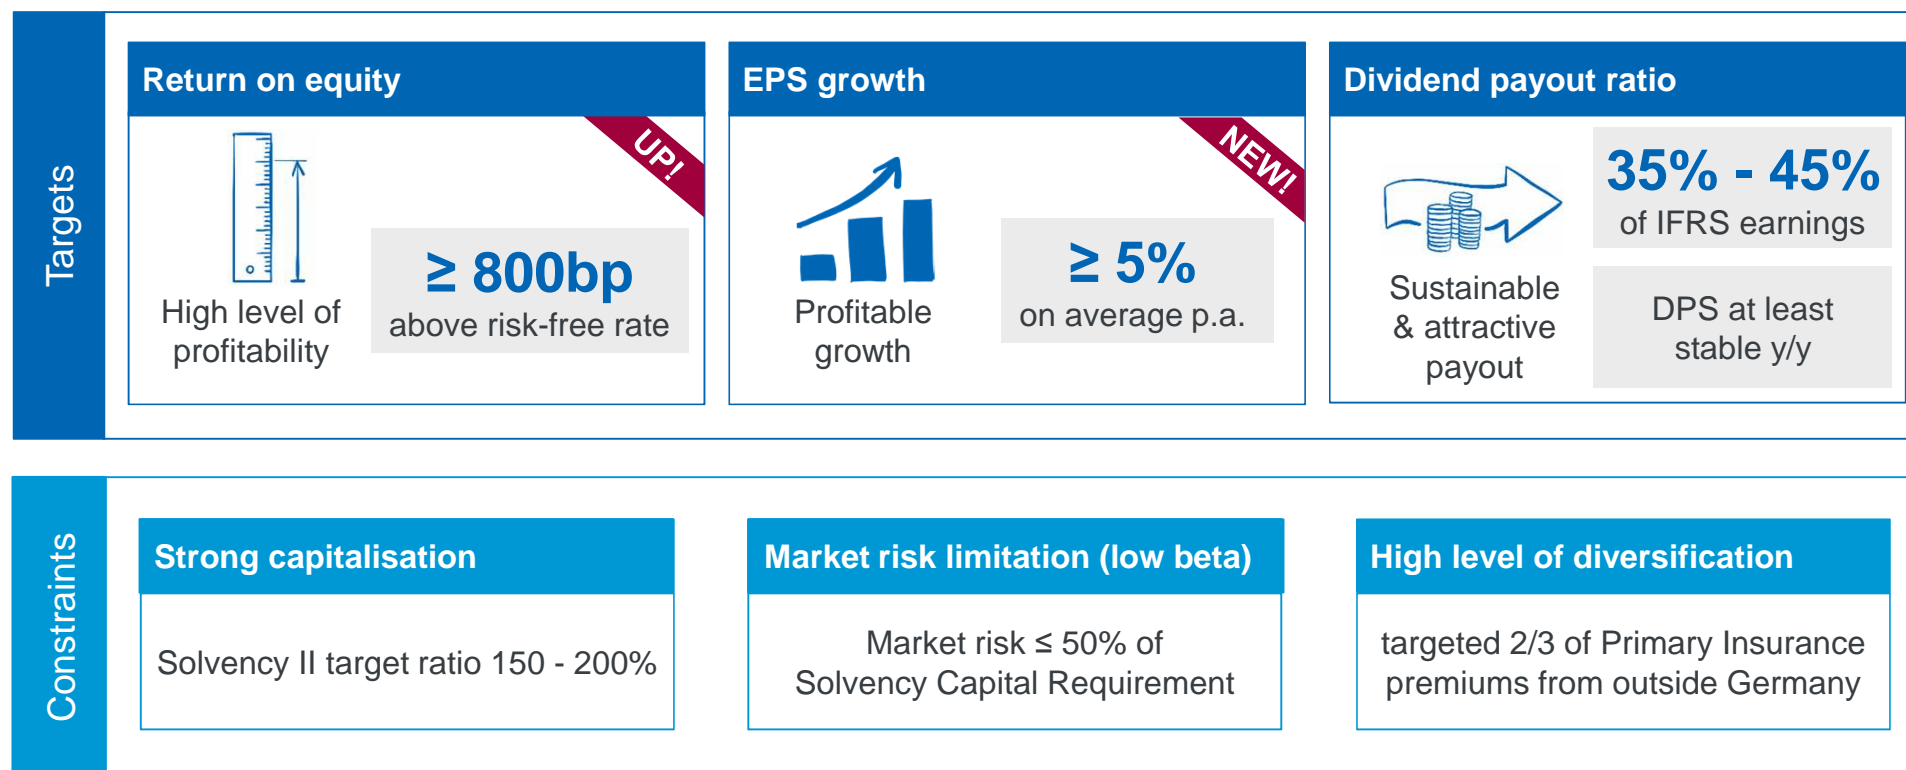 Targets
Return on equity
UP!
High level of
profitability
≥ 800bp
above risk-free rate
EPS growth
NEW!
Profitable
growth
≥ 5%
on average p.a.
Dividend payout ratio
Sustainable
& attractive
payout
35% - 45%
of IFRS earnings
DPS at least
stable y/y
Constraints
Strong capitalisation
Solvency II target ratio 150 - 200%
Market risk limitation (low beta)
Market risk ≤ 50% of
Solvency Capital Requirement
High level of diversification
targeted 2/3 of Primary Insurance
premiums from outside Germany